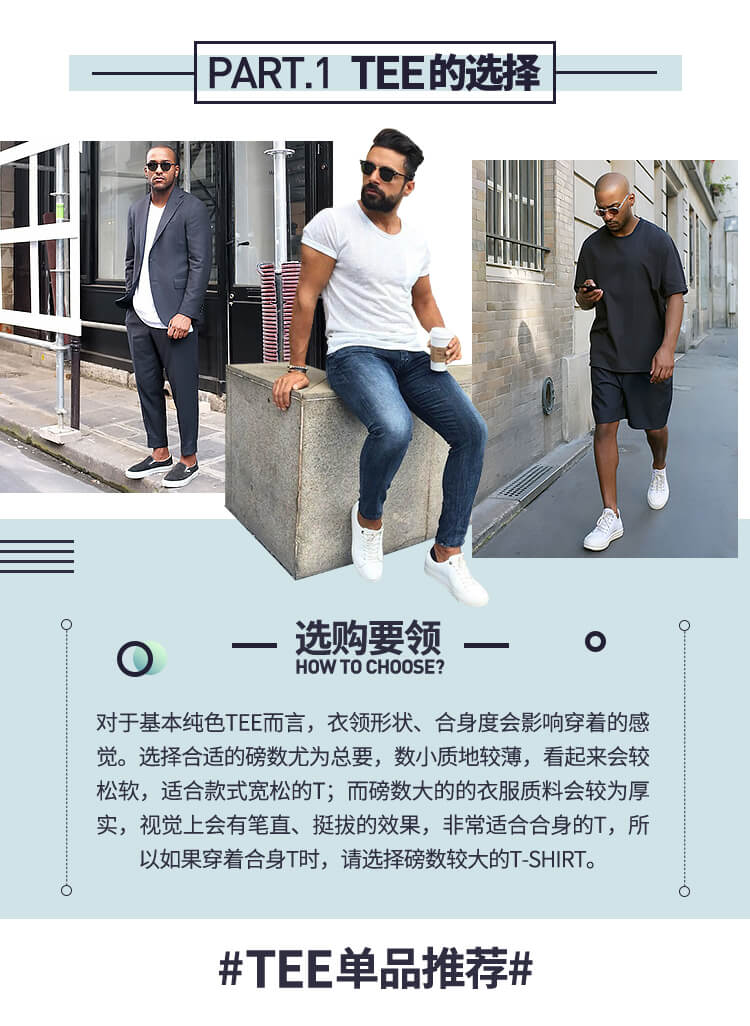 PART.1 TEE的选择
选购要领
HOW TO CHOOSE?
对于基本纯色TEE而言，衣领形状、合身度会影响穿着的感
觉。选择合适的磅数尤为总要，数小质地较薄，看起来会较
松软，适合款式宽松的T；而磅数大的的衣服质料会较为厚
实，视觉上会有笔直、挺拔的效果，非常适合合身的T，所
以如果穿着合身T时，请选择磅数较大的T-SHIRT。
#TEE单品推荐#